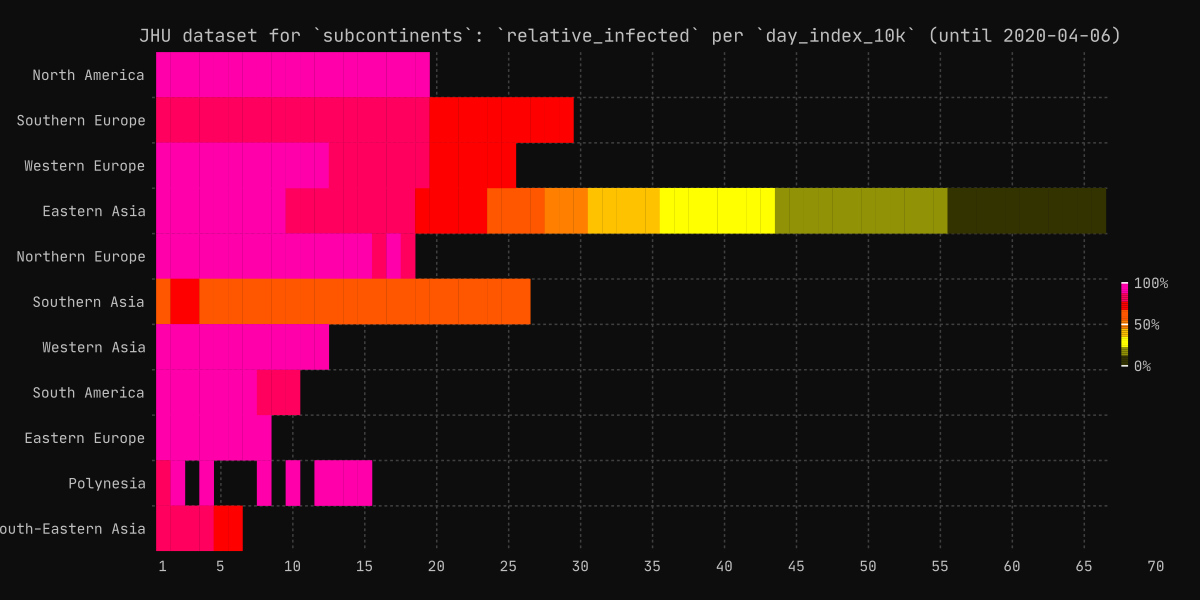 JHU dataset for `subcontinents`: `relative_infected` per `day_index_10k` (until 2020-04-06)
North America
Southern Europe
Western Europe
Eastern Asia
Northern Europe
Southern Asia
Western Asia
South America
Eastern Europe
Polynesia
outh-Eastern Asia
100%
50%
0%
1 5 10 15 20 25 30 35 40 45 50 55 60 65 70